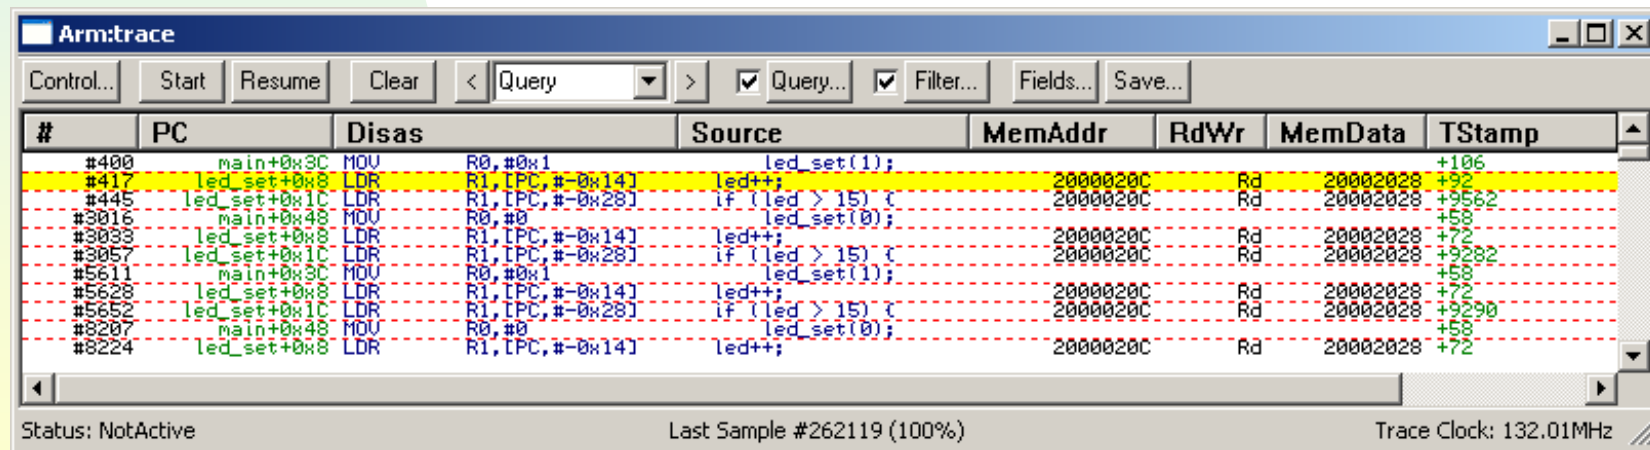 Arm:trace
Control... Start Resume Clear < Query > Query... Filter... Fields... Save...
# PC Disas Source MemAddr RdWr MemData TStamp
#400 main+0x3C MOV R0,#0x1 led_set(1); +106
#417 led_set+0x8 LDR R1,[PC,#-0x14] led++; 2000020C Rd 20002028 +92
#445 led_set+0x1C LDR R1,[PC,#-0x28] if (led > 15) { 2000020C Rd 20002028 +9562
#3016 main+0x48 MOV R0,#0 led_set(0); +58
#3033 led_set+0x8 LDR R1,[PC,#-0x14] led++; 2000020C Rd 20002028 +72
#3057 led_set+0x1C LDR R1,[PC,#-0x28] if (led > 15) { 2000020C Rd 20002028 +9282
#5611 main+0x3C MOV R0,#0x1 led_set(1); +58
#5628 led_set+0x8 LDR R1,[PC,#-0x14] led++; 2000020C Rd 20002028 +72
#5652 led_set+0x1C LDR R1,[PC,#-0x28] if (led > 15) { 2000020C Rd 20002028 +9290
#8207 main+0x48 MOV R0,#0 led_set(0); +58
#8224 led_set+0x8 LDR R1,[PC,#-0x14] led++; 2000020C Rd 20002028 +72
Status: NotActive Last Sample #262119 (100%) Trace Clock: 132.01MHz